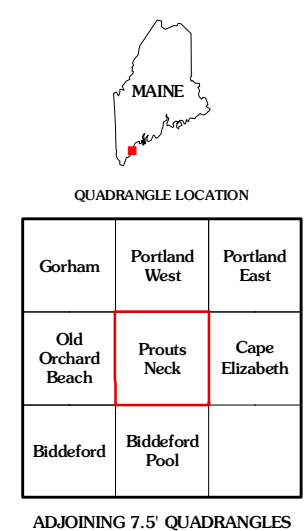 MAINE
QUADRANGLE LOCATION
Gorham
Portland
West
Portland
East
Old
Orchard
Beach
Prouts
Neck
Cape
Elizabeth
Biddeford
Biddeford
Pool
ADJOINING 7.5' QUADRANGLES